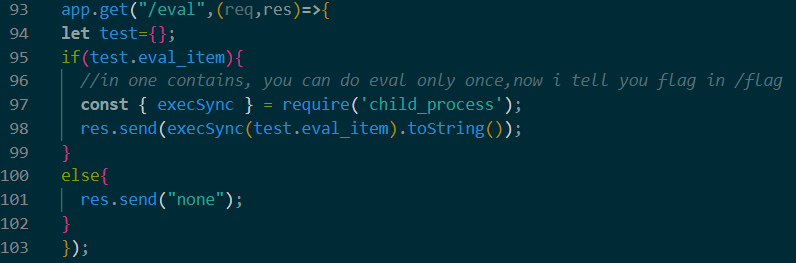 93 app.get("/eval",(req,res)=>{
94 let test={};
95 if(test.eval_item){
96 //in one contains, you can do eval only once,now i tell you flag in /flag
97 const { execSync } = require('child_process');
98 res.send(execSync(test.eval_item).toString());
99 }
100 else{
101 res.send("none");
102 }
103 });